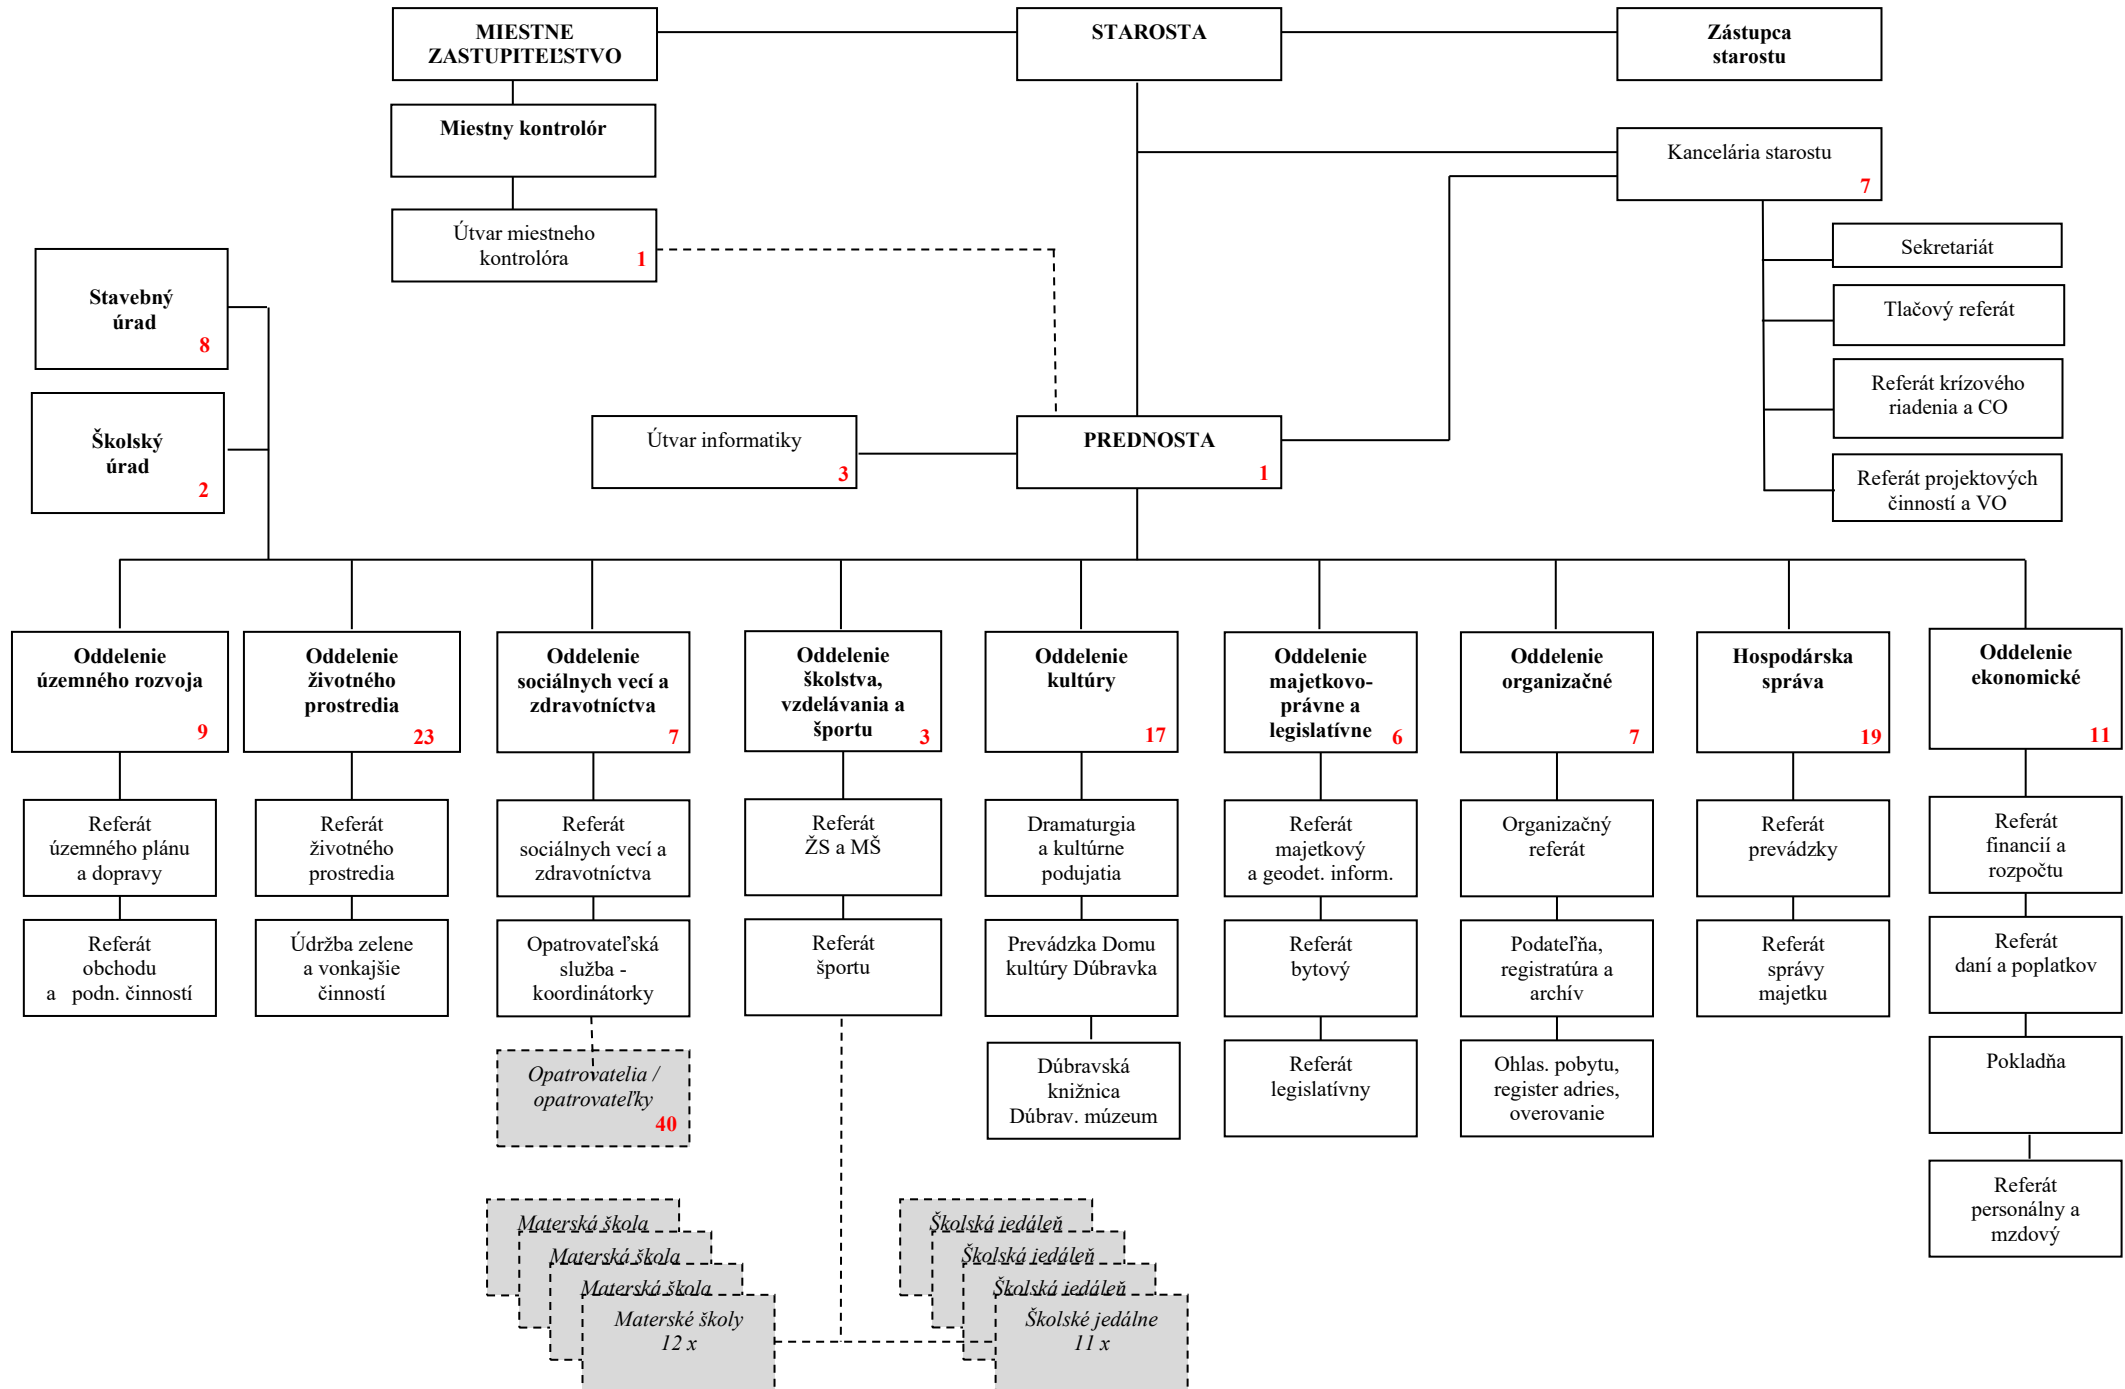 MIESTNE
ZASTUPITEĽSTVO
STAROSTA
Zástupca
starostu
Miestny kontrolór
Kancelária starostu
7
Útvar miestneho
kontrolóra
1
Sekretariát
Tlačový referát
Referát krízového
riadenia a CO
Referát projektových
činností a VO
Stavebný
úrad
8
Školský
úrad
2
Útvar informatiky
3
PREDNOSTA
1
Oddelenie
územného rozvoja
9
Oddelenie
životného
prostredia
23
Oddelenie
sociálnych vecí a
zdravotníctva
7
Oddelenie
školstva,
vzdelávania a
športu
3
Oddelenie
kultúry
17
Oddelenie
majetkovo-
právne a
legislatívne
6
Oddelenie
organizačné
7
Hospodárska
správa
19
Oddelenie
ekonomické
11
Referát
územného plánu
a dopravy
Referát
životného
prostredia
Referát
sociálnych vecí a
zdravotníctva
Referát
ŽS a MŠ
Dramaturgia
a kultúrne
podujatia
Referát
majetkový
a geodet. inform.
Organizačný
referát
Referát
prevádzky
Referát
financií a
rozpočtu
Referát
obchodu
a podn. činností
Údržba zelene
a vonkajšie
činností
Opatrovateľská
služba -
koordinátorky
Referát
športu
Prevádzka Domu
kultúry Dúbravka
Referát
bytový
Podateľňa,
registratúra a
archív
Referát
správy
majetku
Referát
daní a poplatkov
Opatrovatelia /
opatrovateľky
40
Dúbravská
knižnica
Dúbrav. múzeum
Referát
legislatívny
Ohlas. pobytu,
register adries,
overovanie
Pokladňa
Referát
personálny a
mzdový
Materská škola
Materská škola
Materská škola
Materské školy
12 x
Školská jedáleň
Školská jedáleň
Školská jedáleň
Školské jedálne
11 x